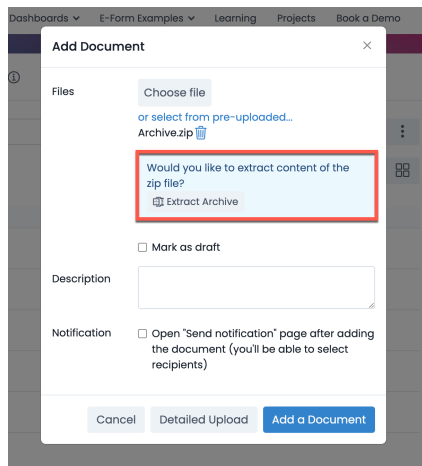 Dashboards E-Form Examples Learning Projects Book a Demo
Add Document
Files
Choose file
or select from pre-uploaded...
Archive.zip
Would you like to extract content of the
zip file?
Extract Archive
Mark as draft
Description
Notification
Open "Send notification" page after adding
the document (you'll be able to select
recipients)
Cancel Detailed Upload Add a Document